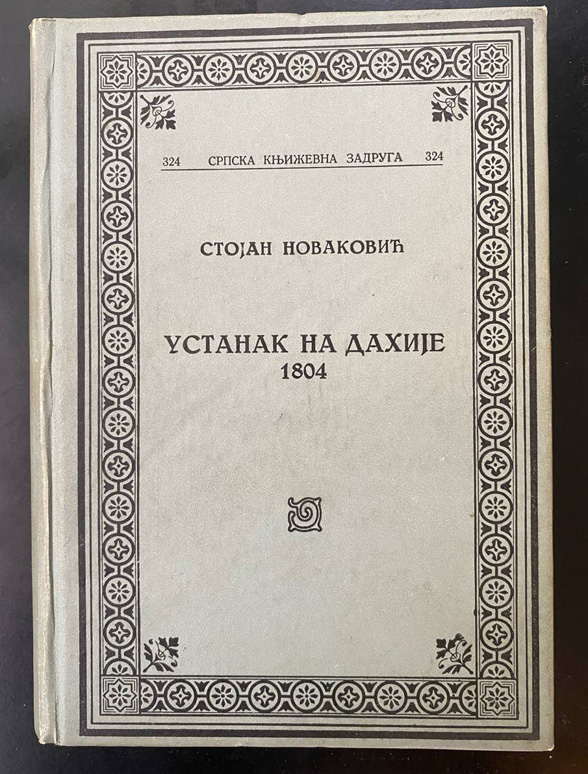 324 СРПСКА КЊИЖЕВНА ЗАДРУГА 324
СТОЈАН НОВАКОВИЋ
УСТАНАК НА ДАХИЈЕ
1804